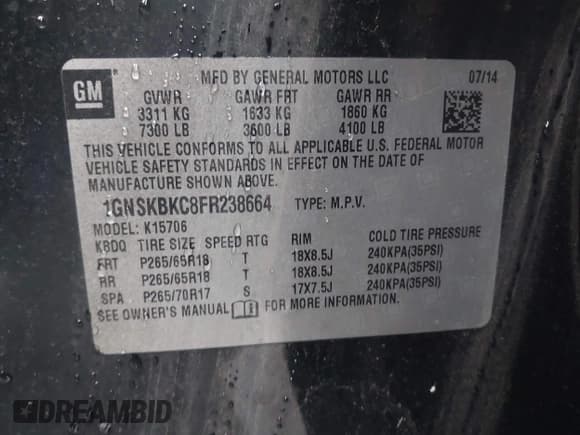 GM
MFD BY GENERAL MOTORS LLC 07/14
GVWR GAWR FRT GAWR RR
3311 KG 1633 KG 1860 KG
7300 LB 3600 LB 4100 LB
THIS VEHICLE CONFORMS TO ALL APPLICABLE U.S. FEDERAL MOTOR
VEHICLE SAFETY STANDARDS IN EFFECT ON THE DATE OF
MANUFACTURE SHOWN ABOVE.
1GNSKBKC8FR238664 TYPE: M.P.V.
MODEL: K15706
K8DQ TIRE SIZE SPEED RTG RIM COLD TIRE PRESSURE
FRT P265/65R18 T 18X8.5J 240KPA(35PSI)
RR P265/65R18 T 18X8.5J 240KPA(35PSI)
SPA P265/70R17 S 17X7.5J 240KPA(35PSI)
SEE OWNER'S MANUAL FOR MORE INFORMATION.
DREAMBID